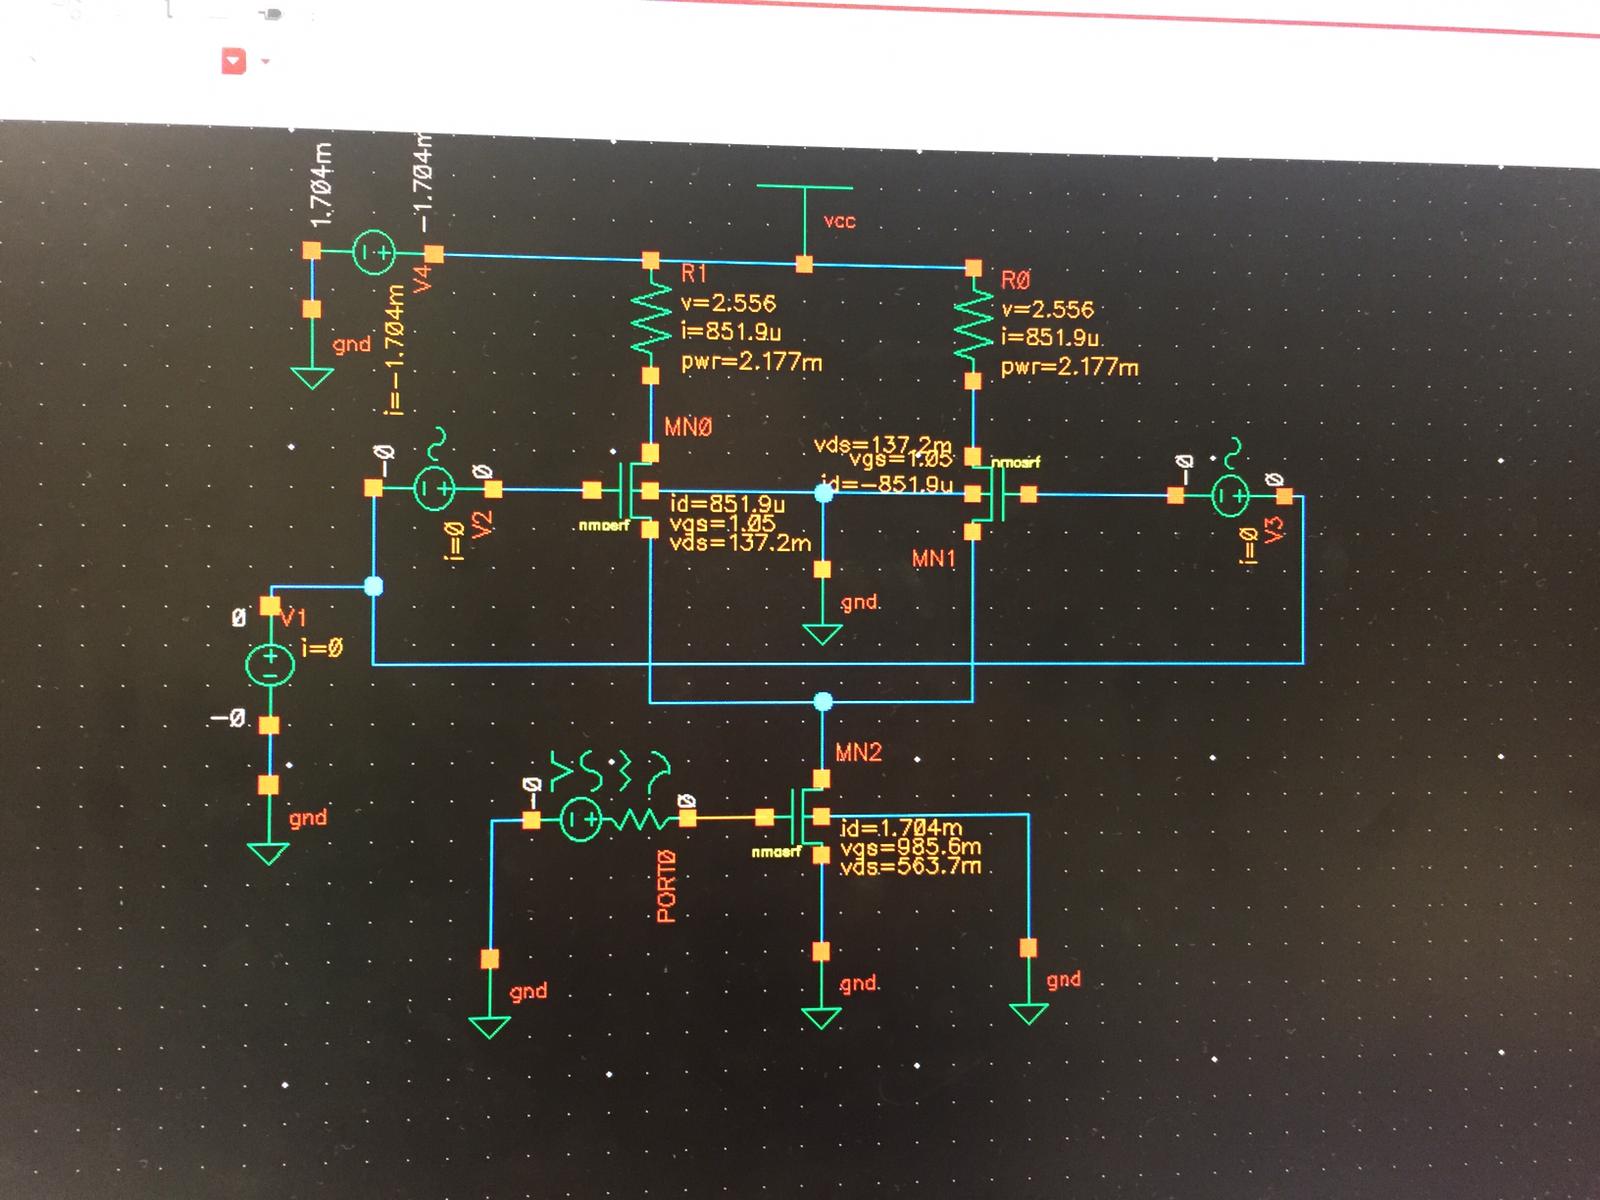 1.704m
-1.704m
V4
i=-1.704m
gnd
vcc
R1
v=2.556
i=851.9u
pwr=2.177m
R0
v=2.556
i=851.9u
pwr=2.177m
MN0
nmosrf
id=851.9u
vgs=1.05
vds=137.2m
vds=137.2m
vgs=1.05
id=-851.9u
nmosrf
MN1
gnd
-0
0
V2
i=0
-0
0
V3
i=0
0
V1
i=0
-0
gnd
MN2
nmosrf
id=1.704m
vgs=985.6m
vds=563.7m
-0
0
PORT0
gnd
gnd
gnd